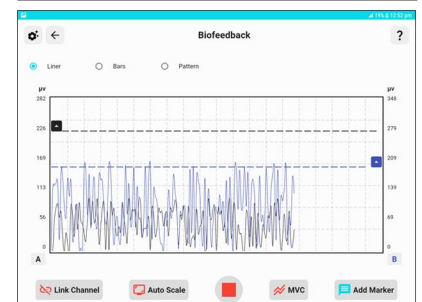 19% 12:52 pm
Biofeedback
?
Liner Bars Pattern
μv μv
282 348
226 279
169 209
113 139
56 69
0 0
A B
Link Channel Auto Scale MVC Add Marker